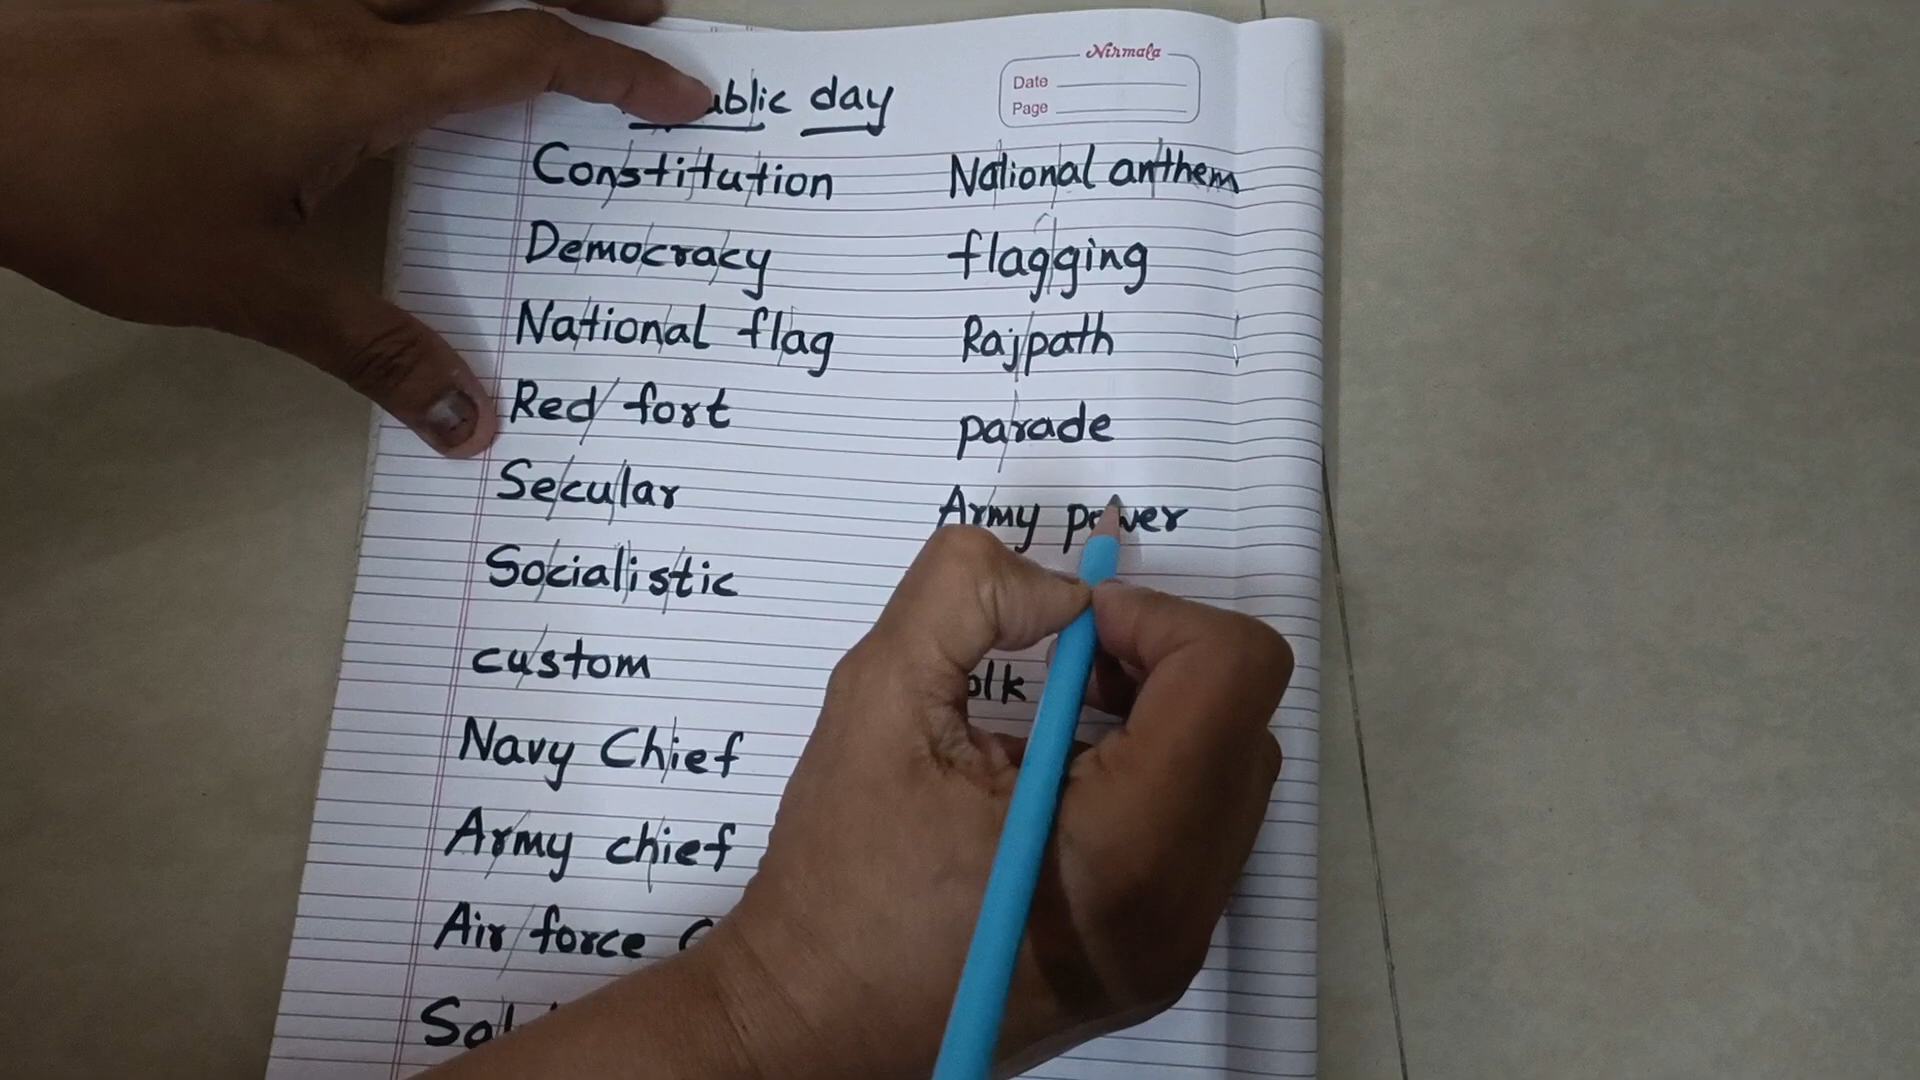 Nirmala
Date
Page
day
Constitution
Democracy
National flag
Red fort
Secular
Socialistic
custom
Navy Chief
Army chief
Air force
National anthem
flagging
Rajpath
parade
Army power